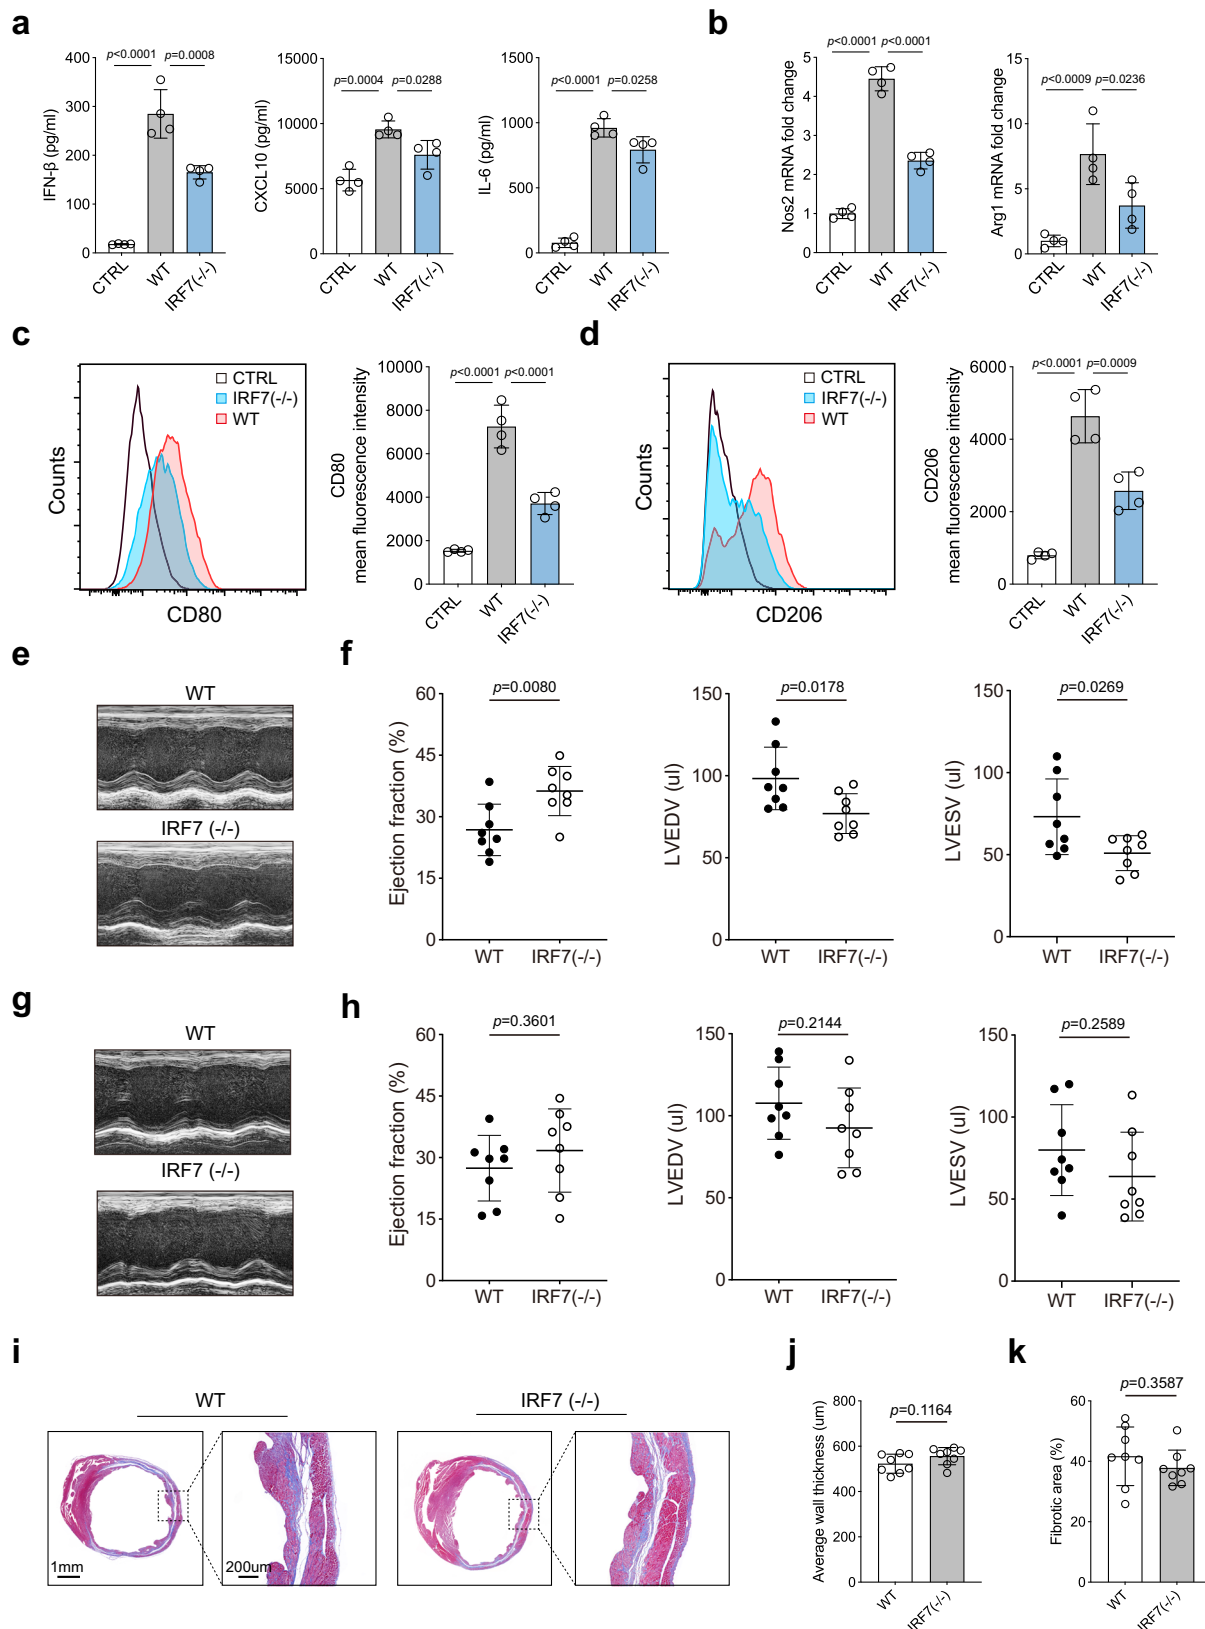 a
IFN-β (pg/ml)
400
300
200
100
0
p<0.0001
p=0.0008
CTRL
WT
IRF7(-/-)
CXCL10 (pg/ml)
15000
10000
5000
0
p=0.0004
p=0.0288
CTRL
WT
IRF7(-/-)
IL-6 (pg/ml)
1500
1000
500
0
p<0.0001
p=0.0258
CTRL
WT
IRF7(-/-)
b
Nos2 mRNA fold change
5
4
3
2
1
0
p<0.0001
p<0.0001
CTRL
WT
IRF7(-/-)
Arg1 mRNA fold change
15
10
5
0
p<0.0009
p=0.0236
CTRL
WT
IRF7(-/-)
c
Counts
CTRL
IRF7(-/-)
WT
CD80
CD80
mean fluorescence intensity
10000
8000
6000
4000
2000
0
p<0.0001
p<0.0001
CTRL
WT
IRF7(-/-)
d
Counts
CTRL
IRF7(-/-)
WT
CD206
CD206
mean fluorescence intensity
6000
4000
2000
0
p<0.0001
p=0.0009
CTRL
WT
IRF7(-/-)
e
WT
IRF7 (-/-)
f
Ejection fraction (%)
60
45
30
15
0
p=0.0080
WT
IRF7(-/-)
LVEDV (ul)
150
100
50
0
p=0.0178
WT
IRF7(-/-)
LVESV (ul)
150
100
50
0
p=0.0269
WT
IRF7(-/-)
g
WT
IRF7 (-/-)
h
Ejection fraction (%)
60
45
30
15
0
p=0.3601
WT
IRF7(-/-)
LVEDV (ul)
150
100
50
0
p=0.2144
WT
IRF7(-/-)
LVESV (ul)
150
100
50
0
p=0.2589
WT
IRF7(-/-)
i
WT
1mm
200um
IRF7 (-/-)
j
Average wall thickness (um)
800
600
400
200
0
p=0.1164
WT
IRF7(-/-)
k
Fibrotic area (%)
60
40
20
0
p=0.3587
WT
IRF7(-/-)